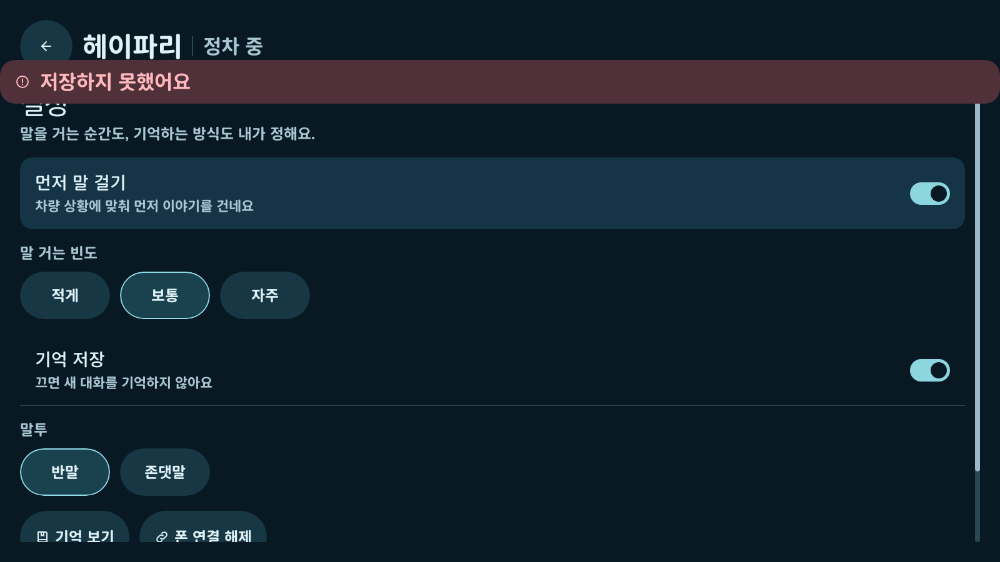 헤이파리
정차 중
저장하지 못했어요
설정
말을 거는 순간도, 기억하는 방식도 내가 정해요.
먼저 말 걸기
차량 상황에 맞춰 먼저 이야기를 건네요
말 거는 빈도
적게
보통
자주
기억 저장
끄면 새 대화를 기억하지 않아요
말투
반말
존댓말
기억 보기
폰 연결 해제